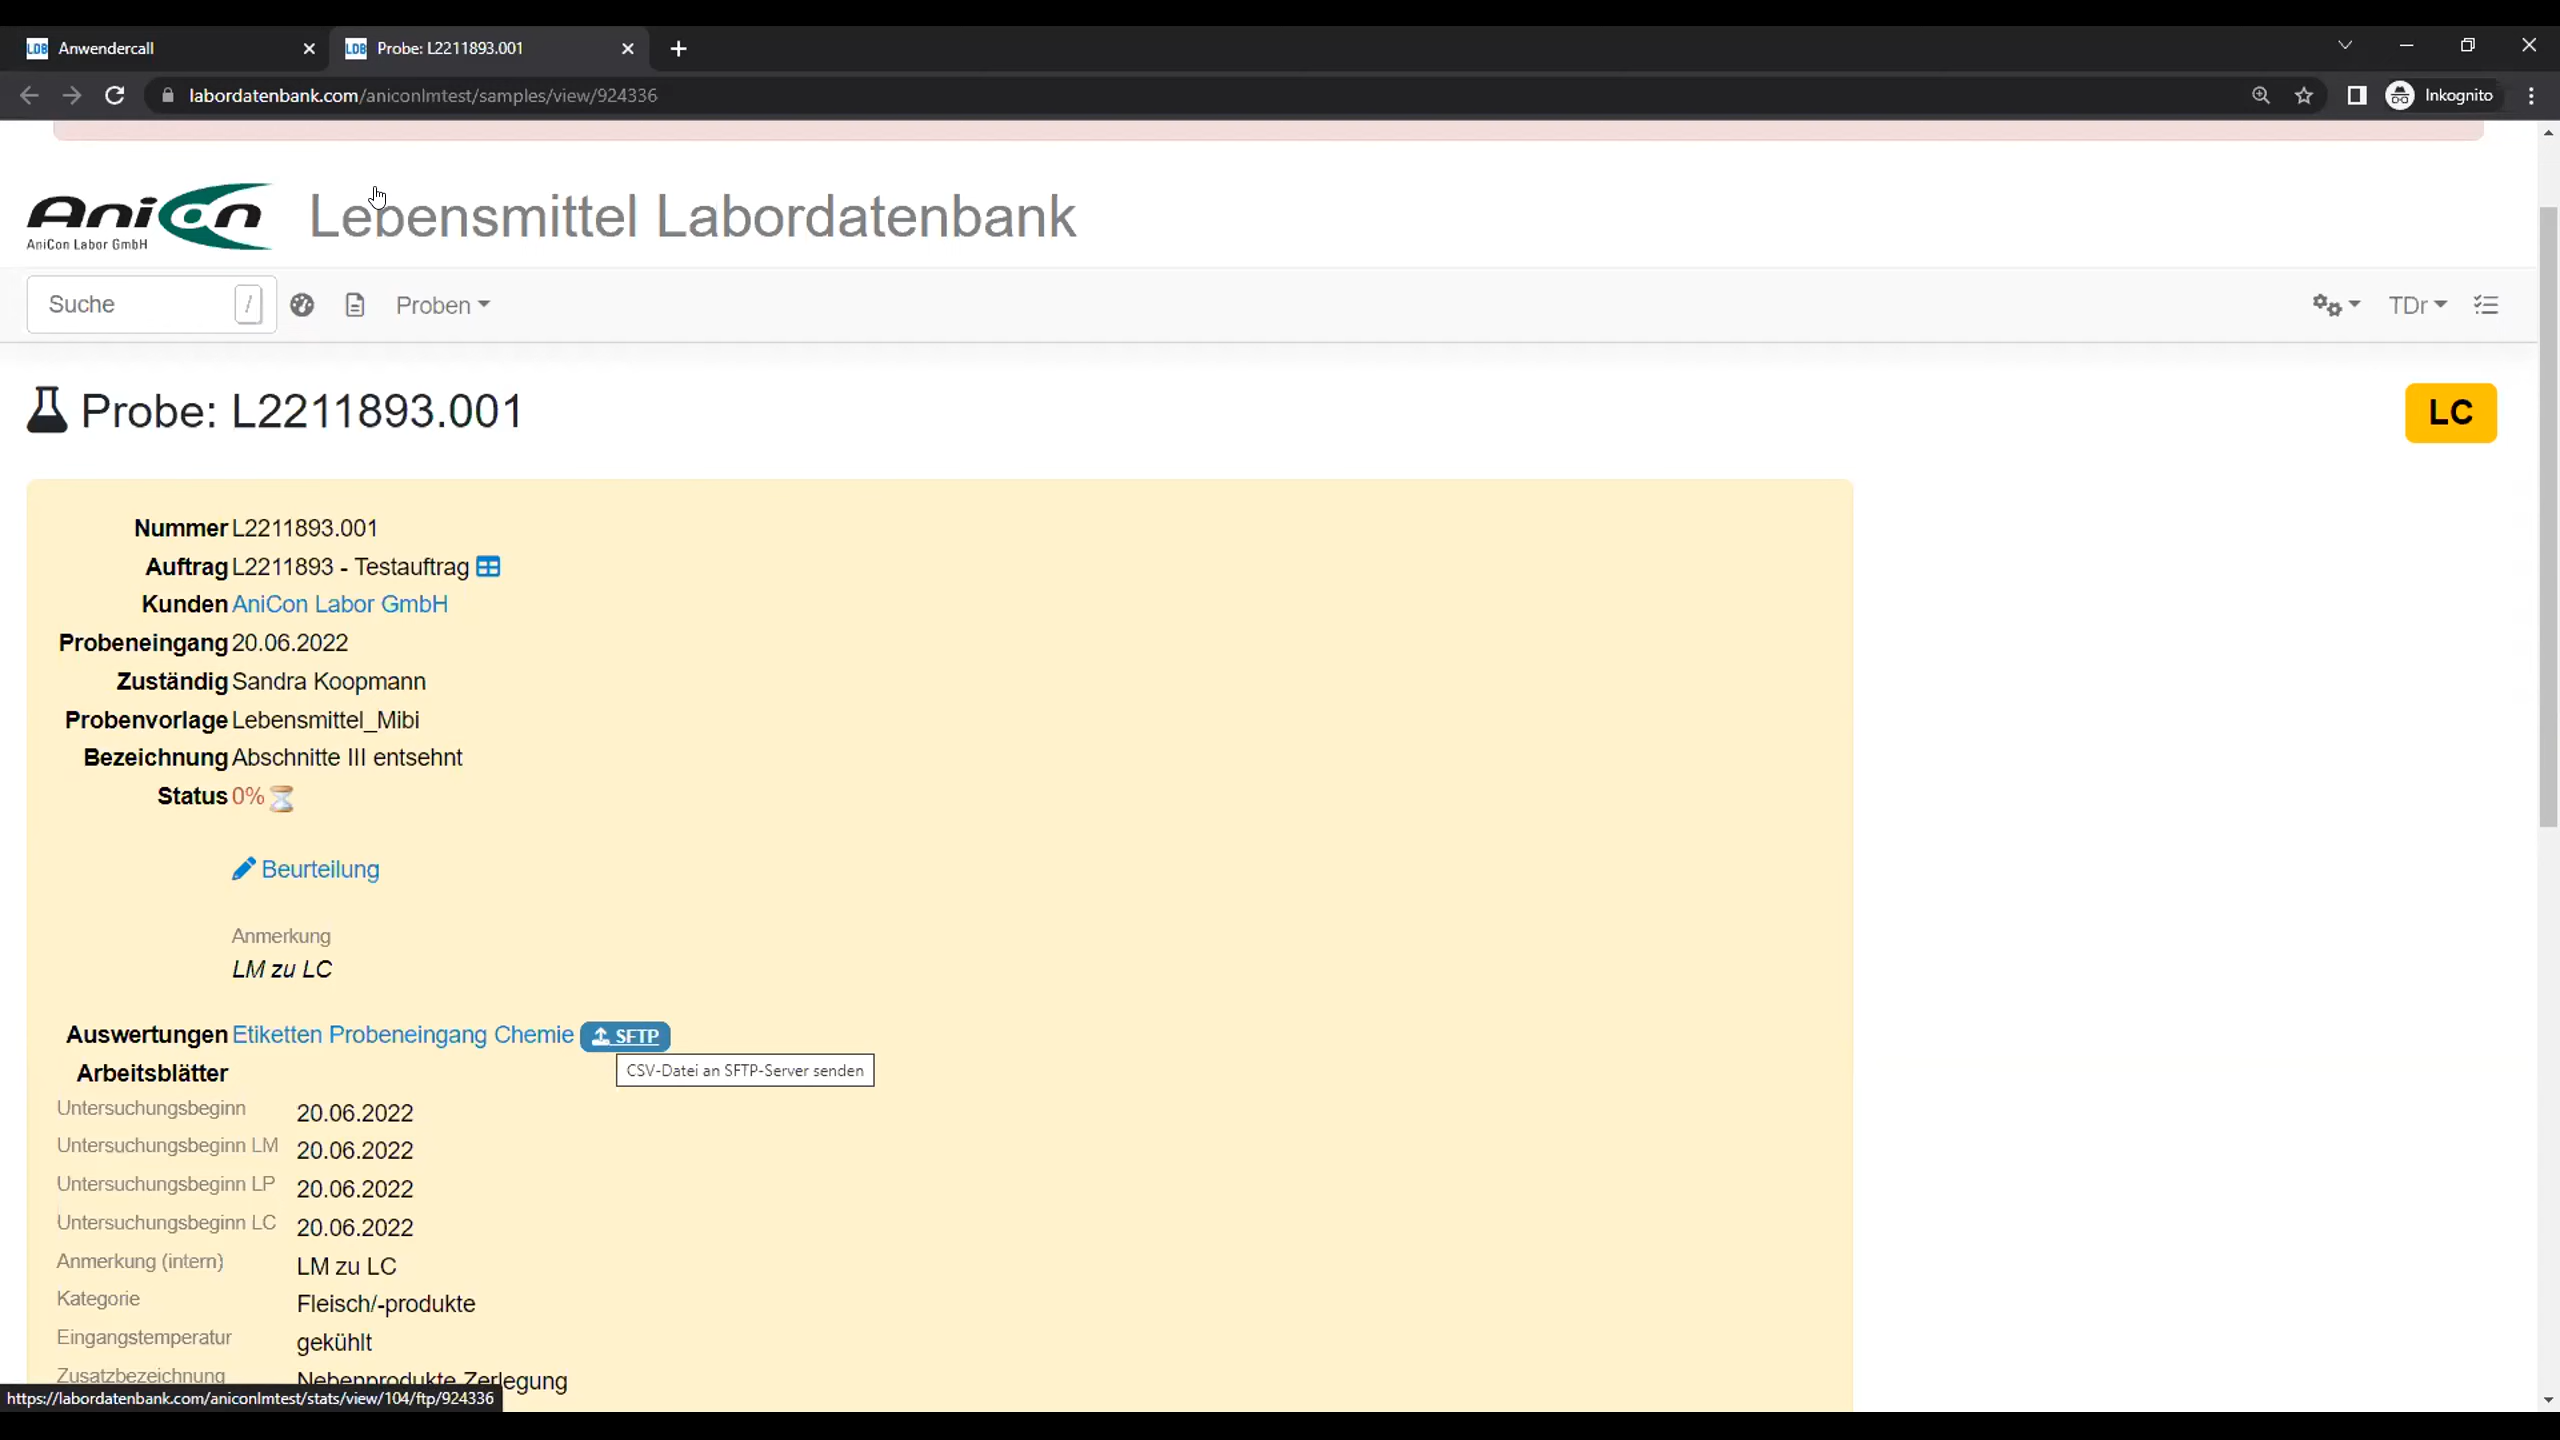 LDB Anwendercall
LDB Probe: L2211893.001
labordatenbank.com/aniconlmtest/samples/view/924336
Inkognito
AniCon
AniCon Labor GmbH
Lebensmittel Labordatenbank
Suche /
Proben
TDr
Probe: L2211893.001
LC
Nummer L2211893.001
Auftrag L2211893 - Testauftrag
Kunden AniCon Labor GmbH
Probeneingang 20.06.2022
Zuständig Sandra Koopmann
Probenvorlage Lebensmittel_Mibi
Bezeichnung Abschnitte III entsehnt
Status 0%
Beurteilung
Anmerkung
LM zu LC
Auswertungen Etiketten Probeneingang Chemie SFTP
CSV-Datei an SFTP-Server senden
Arbeitsblätter
Untersuchungsbeginn 20.06.2022
Untersuchungsbeginn LM 20.06.2022
Untersuchungsbeginn LP 20.06.2022
Untersuchungsbeginn LC 20.06.2022
Anmerkung (intern) LM zu LC
Kategorie Fleisch/-produkte
Eingangstemperatur gekühlt
Zusatzbezeichnung Nebenprodukte Zerlegung
https://labordatenbank.com/aniconlmtest/stats/view/104/ftp/924336